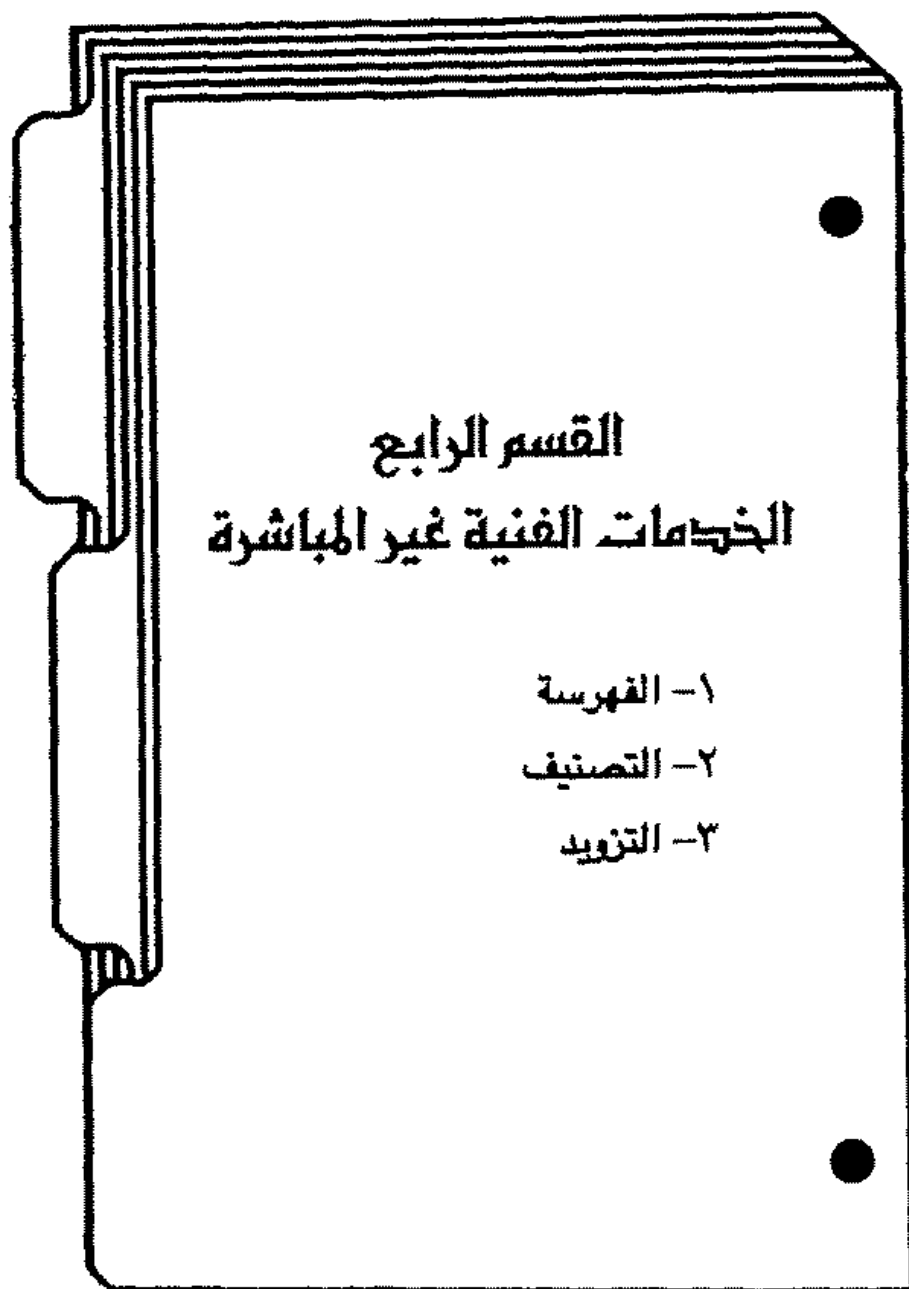 القسم الرابع
الخدمات الفنية غير المباشرة
١- الفهرسة
٢- التصنيف
٣- التزويد